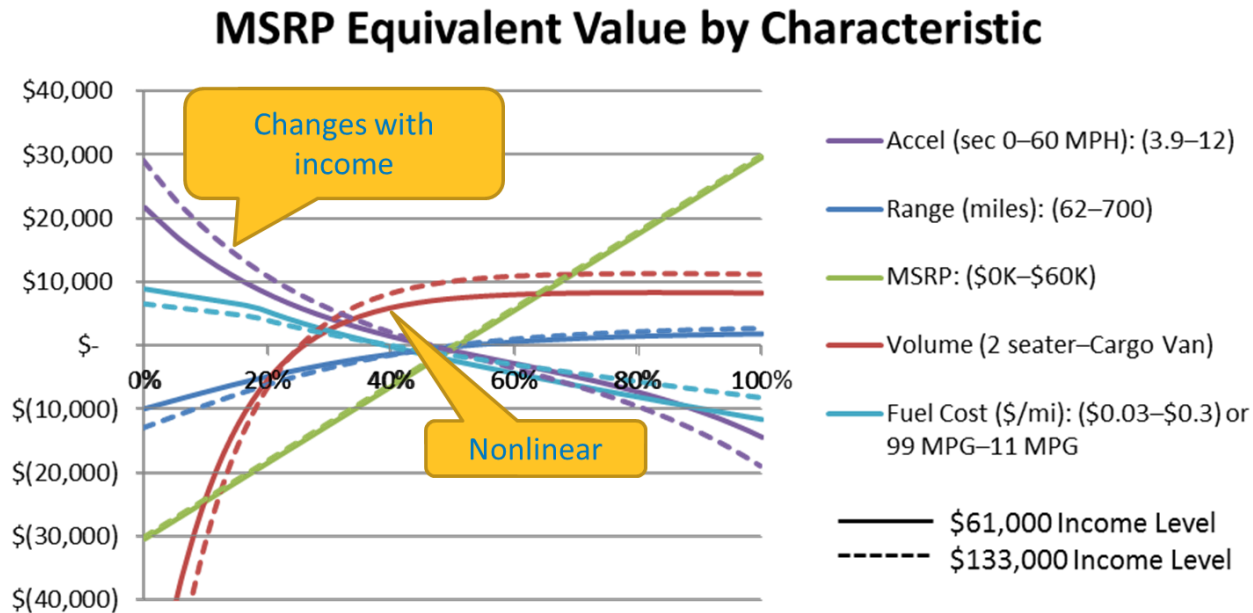 MSRP Equivalent Value by Characteristic
$40,000
$30,000
$20,000
$10,000
$-
$(10,000)
$(20,000)
$(30,000)
$(40,000)
0%
20%
40%
60%
80%
100%
Changes with
income
Nonlinear
Accel (sec 0–60 MPH): (3.9–12)
Range (miles): (62–700)
MSRP: ($0K–$60K)
Volume (2 seater–Cargo Van)
Fuel Cost ($/mi): ($0.03–$0.3) or
99 MPG–11 MPG
$61,000 Income Level
$133,000 Income Level